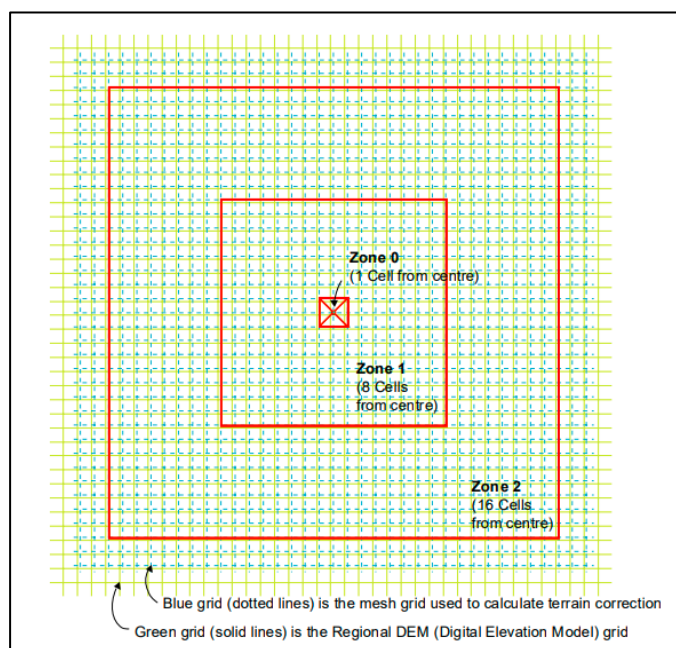 Zone 0
(1 Cell from centre)
Zone 1
(8 Cells
from centre)
Zone 2
(16 Cells
from centre)
Blue grid (dotted lines) is the mesh grid used to calculate terrain correction
Green grid (solid lines) is the Regional DEM (Digital Elevation Model) grid